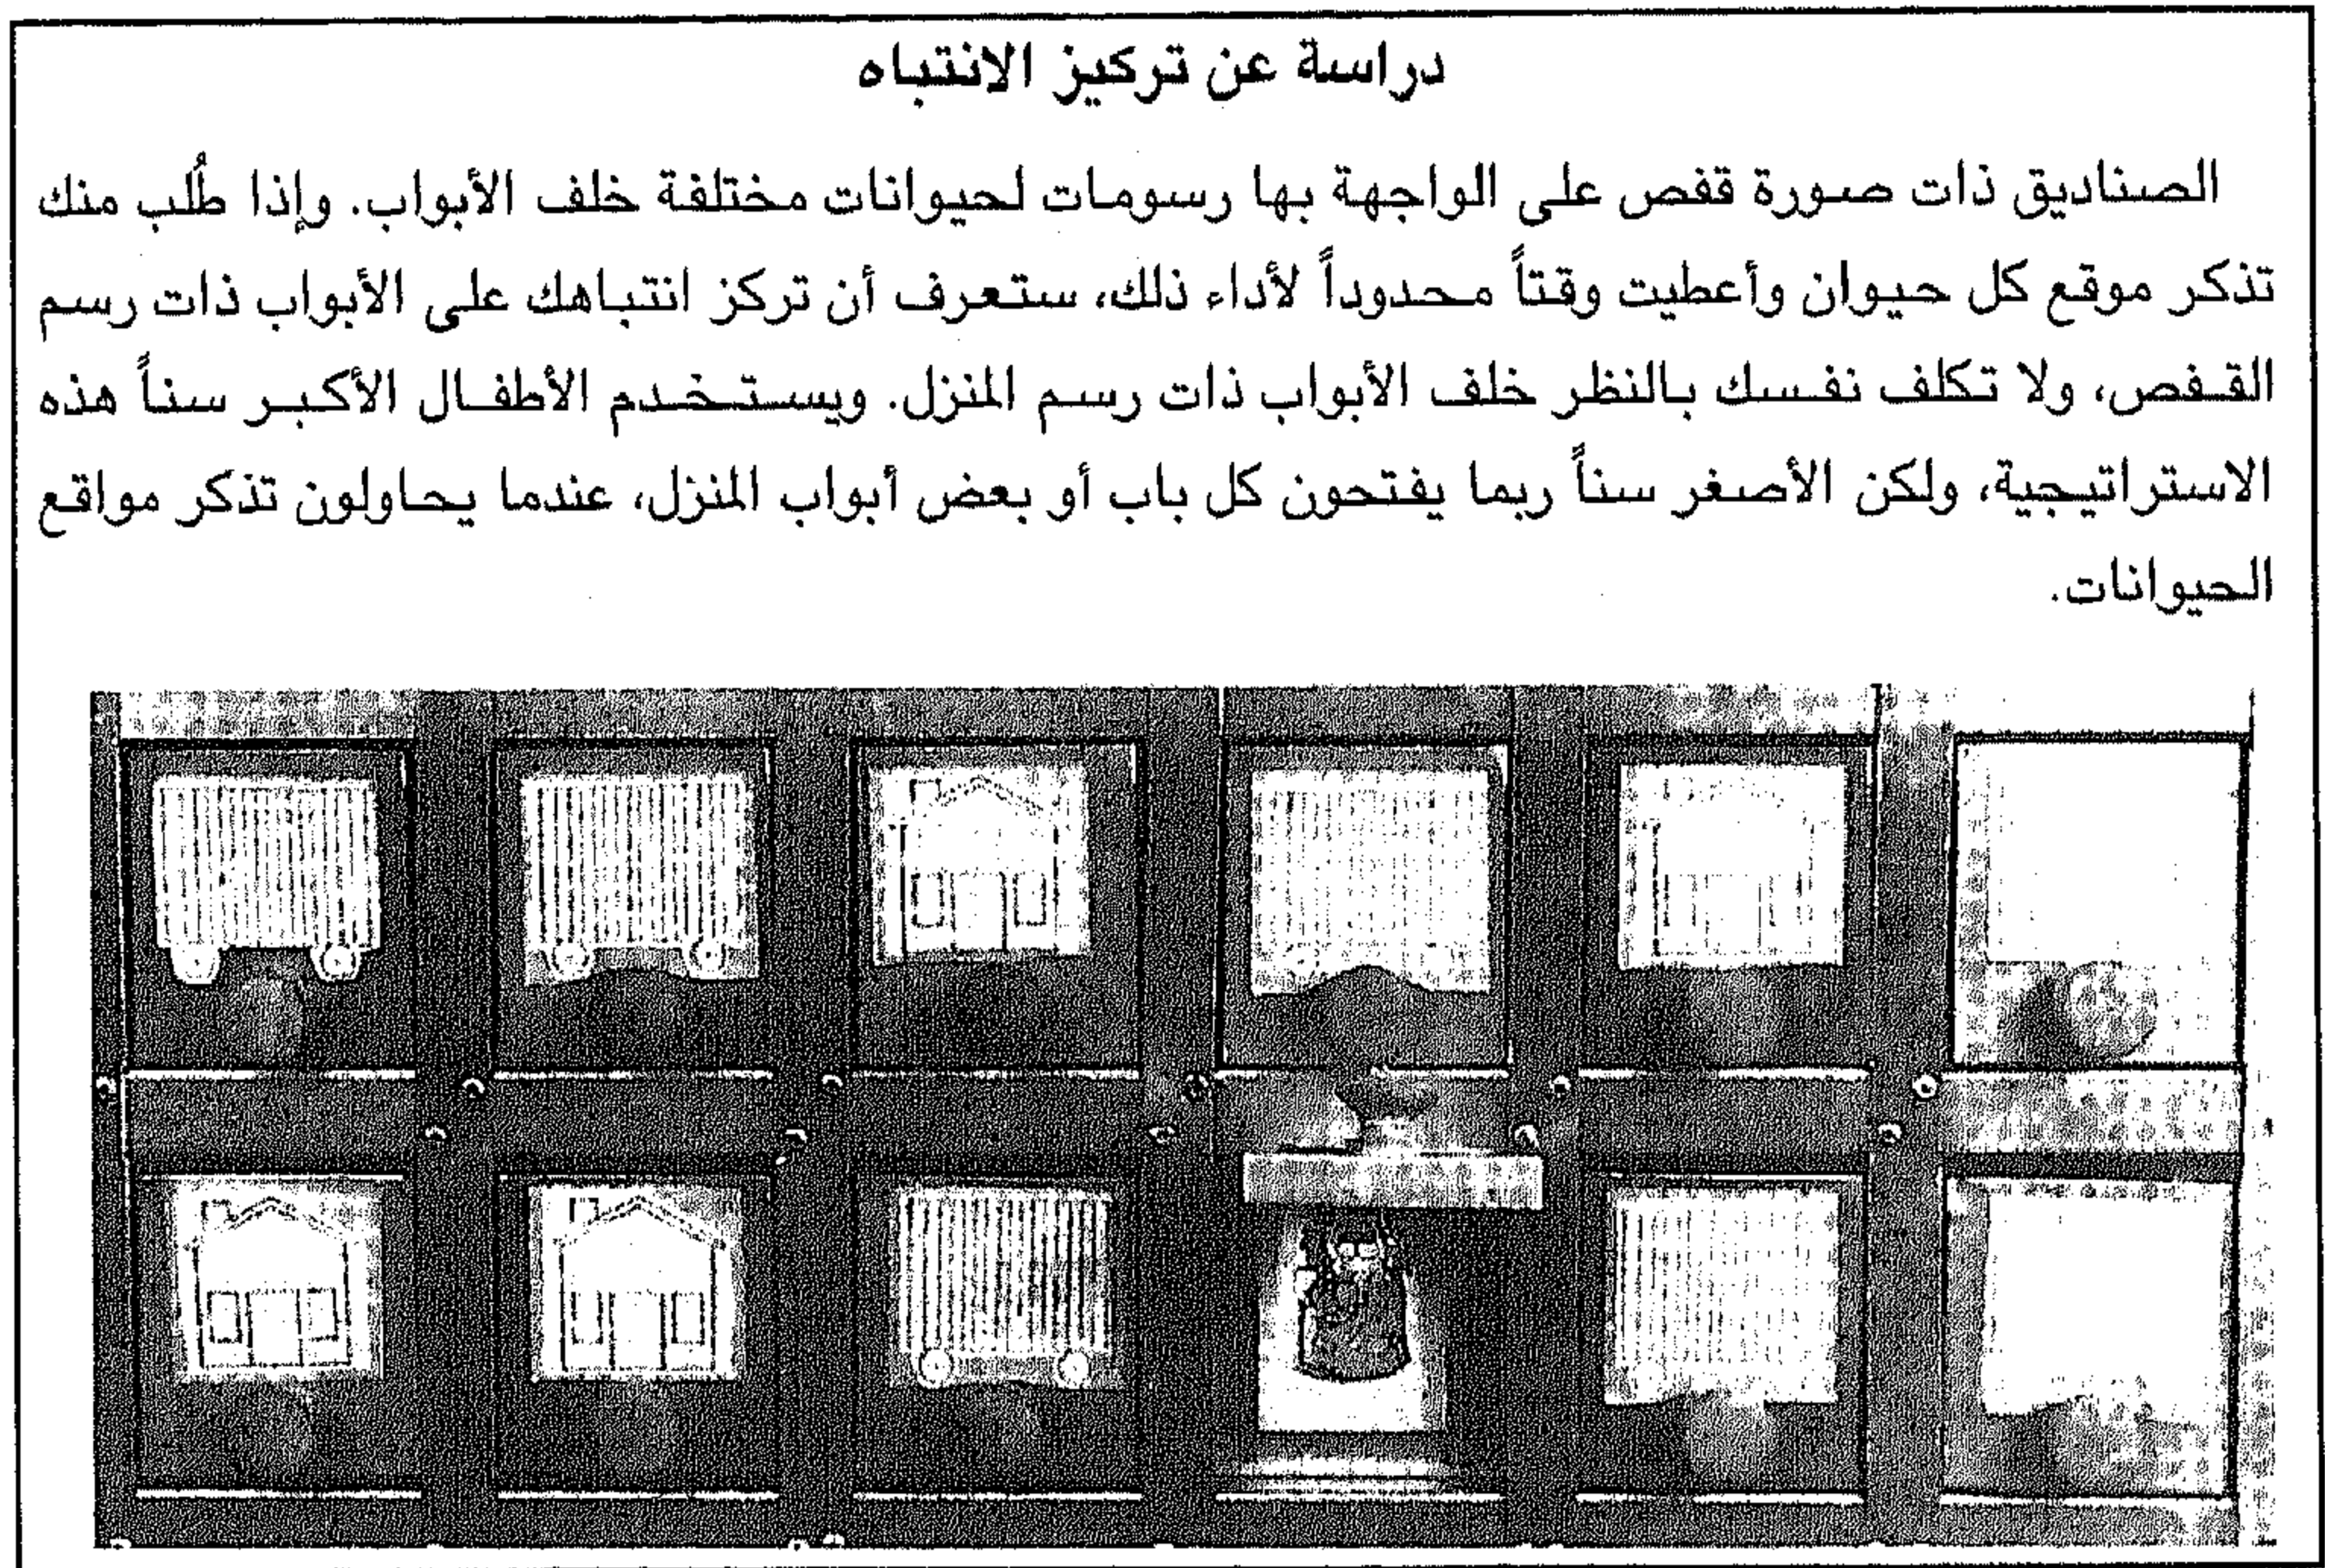 دراسة عن تركيز الانتباه
الصناديق ذات صورة قفص على الواجهة بها رسومات لحيوانات مختلفة خلف الأبواب. وإذا طُلب منك
تذكر موقع كل حيوان وأعطيت وقتاً محدوداً لأداء ذلك، ستعرف أن تركز انتباهك على الأبواب ذات رسم
القفص، ولا تكلف نفسك بالنظر خلف الأبواب ذات رسم المنزل. ويستخدم الأطفال الأكبر سناً هذه
الاستراتيجية، ولكن الأصغر سناً ربما يفتحون كل باب أو بعض أبواب المنزل، عندما يحاولون تذكر مواقع
الحيوانات.